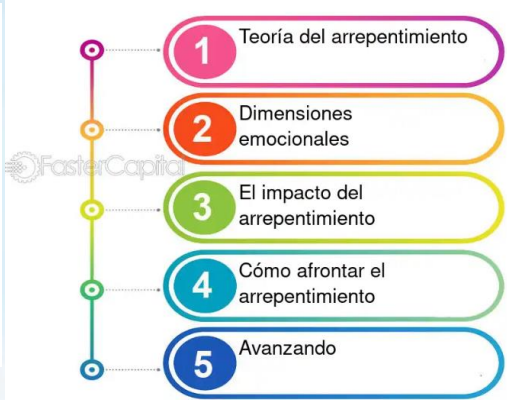 1
Teoría del arrepentimiento
2
Dimensiones
emocionales
FasterCapital
3
El impacto del
arrepentimiento
4
Cómo afrontar el
arrepentimiento
5
Avanzando